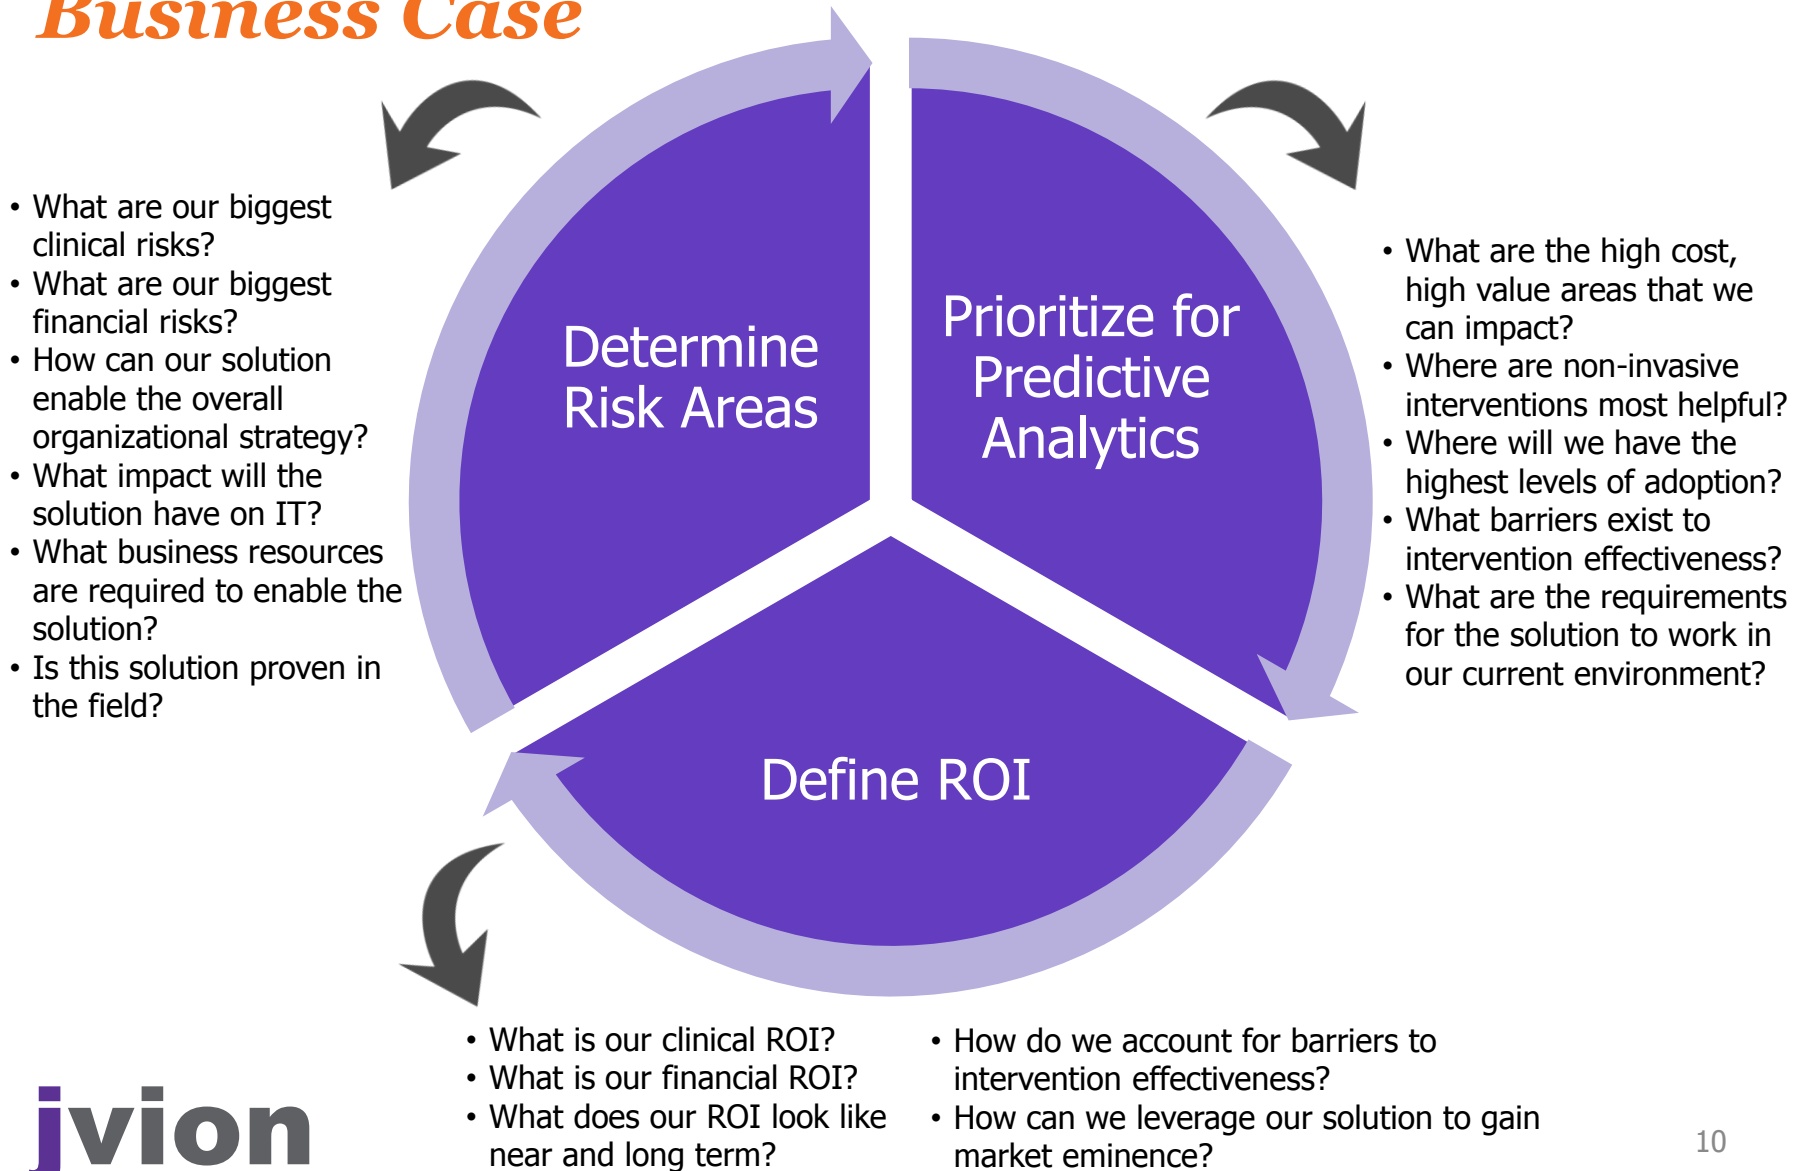 Business Case
• What are our biggest
clinical risks?
• What are our biggest
financial risks?
• How can our solution
enable the overall
organizational strategy?
• What impact will the
solution have on IT?
• What business resources
are required to enable the
solution?
• Is this solution proven in
the field?
Determine
Risk Areas
Prioritize for
Predictive
Analytics
• What are the high cost,
high value areas that we
can impact?
• Where are non-invasive
interventions most helpful?
• Where will we have the
highest levels of adoption?
• What barriers exist to
intervention effectiveness?
• What are the requirements
for the solution to work in
our current environment?
Define ROI
• What is our clinical ROI?
• What is our financial ROI?
• What does our ROI look like
near and long term?
• How do we account for barriers to
intervention effectiveness?
• How can we leverage our solution to gain
market eminence?
jvion
10